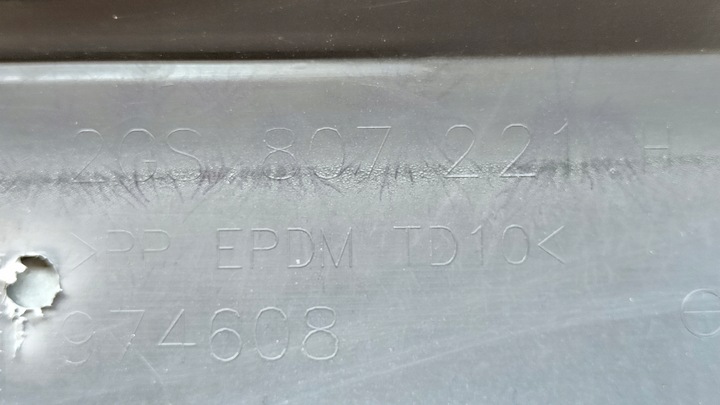 2GS 807 221 H
>PP EPDM TD10<
974608